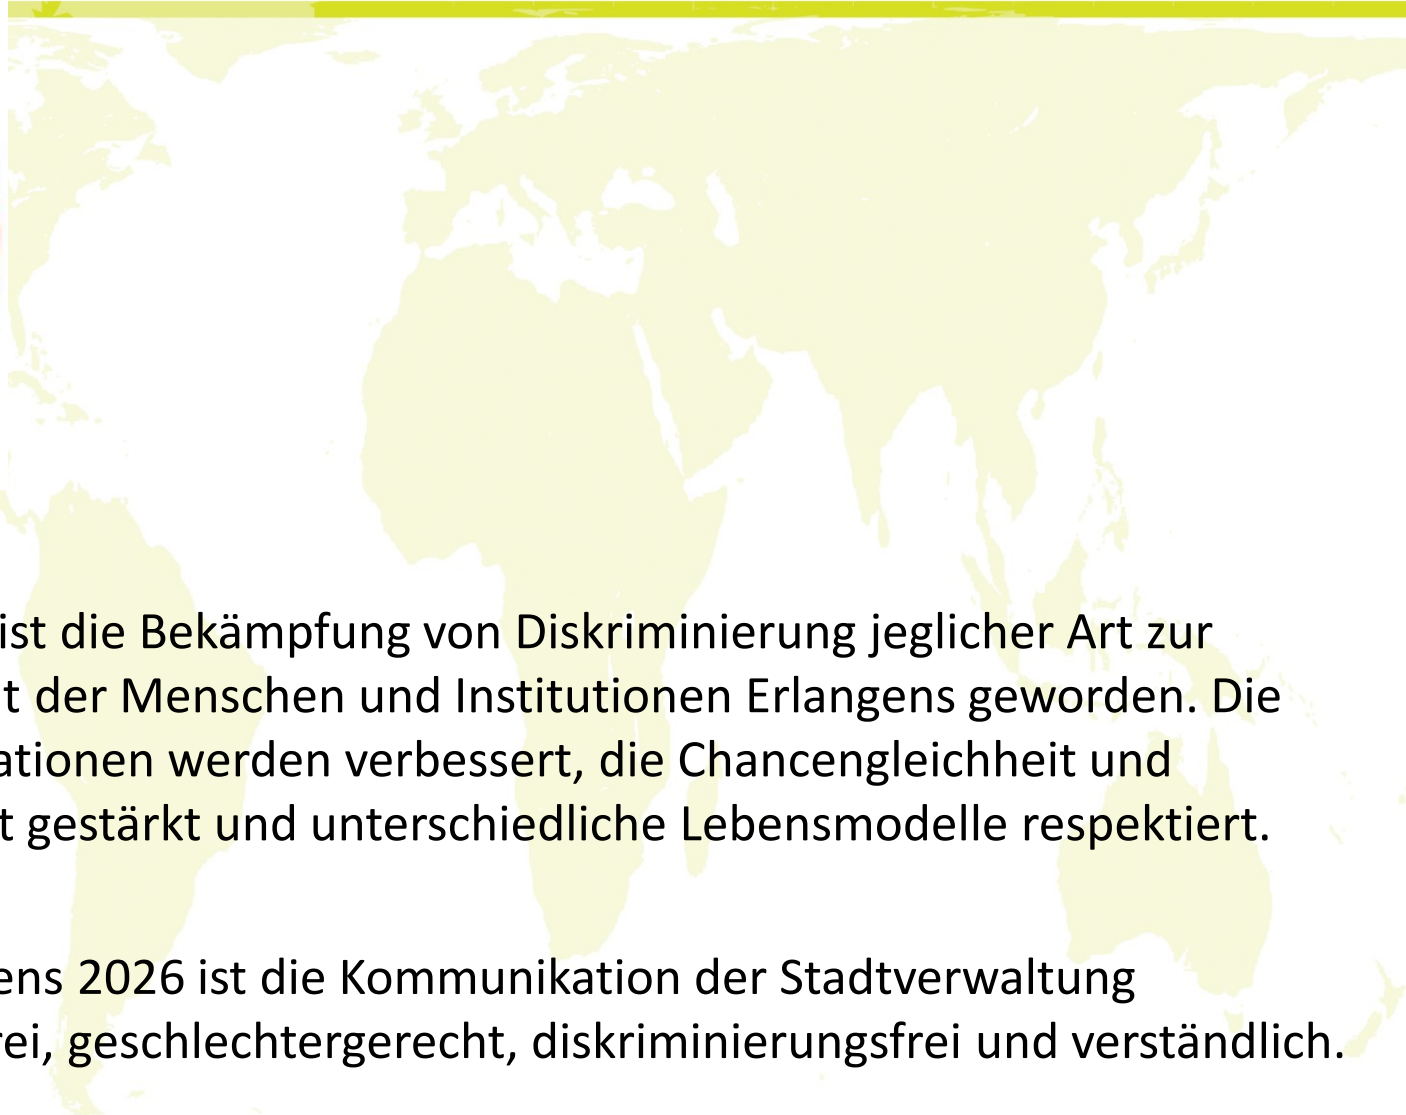 ist die Bekämpfung von Diskriminierung jeglicher Art zur
t der Menschen und Institutionen Erlangens geworden. Die
ationen werden verbessert, die Chancengleichheit und
t gestärkt und unterschiedliche Lebensmodelle respektiert.
ens 2026 ist die Kommunikation der Stadtverwaltung
rei, geschlechtergerecht, diskriminierungsfrei und verständlich.